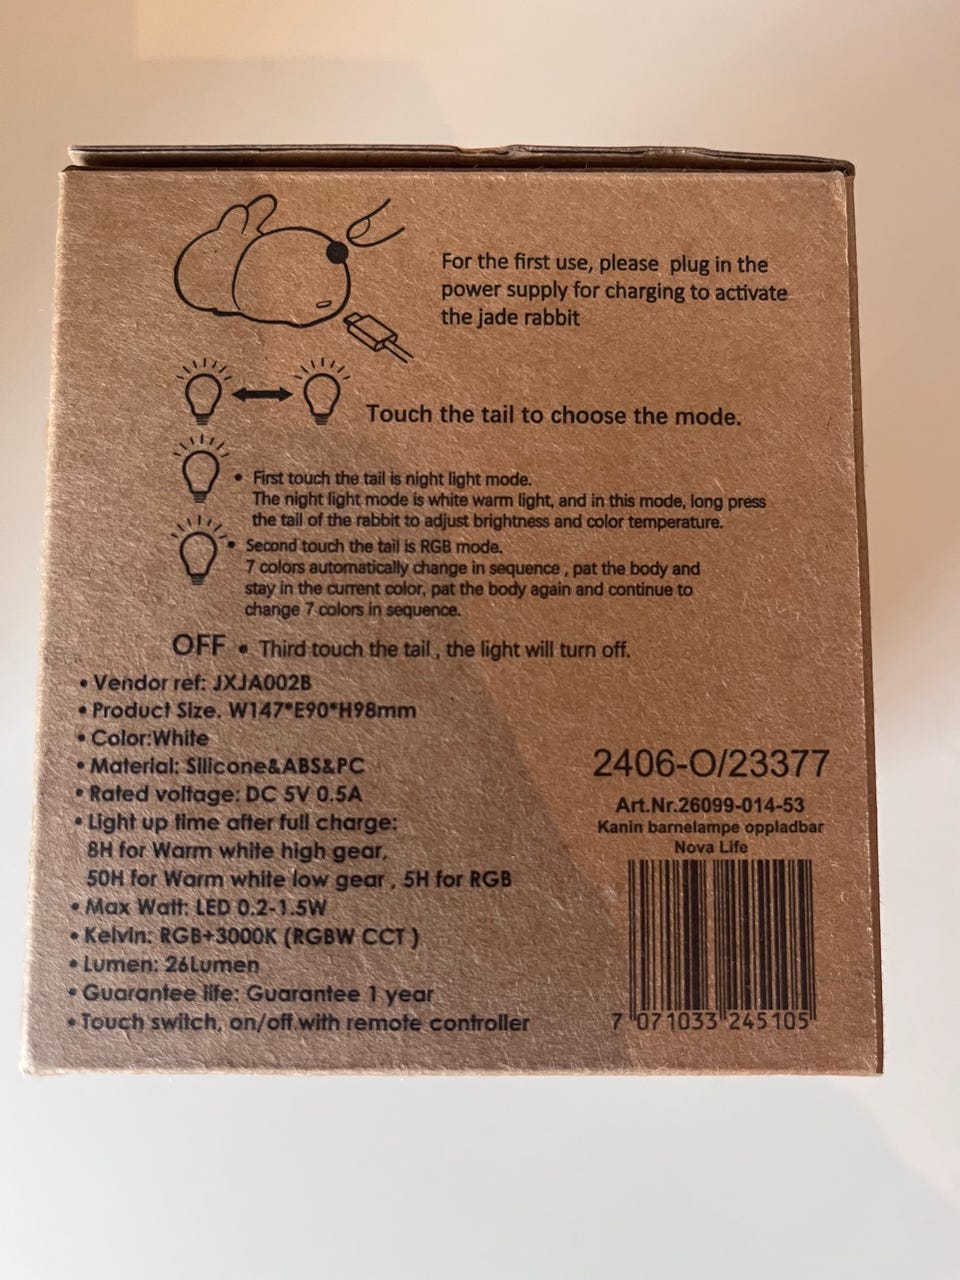 For the first use, please plug in the
power supply for charging to activate
the jade rabbit
Touch the tail to choose the mode.
• First touch the tail is night light mode.
The night light mode is white warm light, and in this mode, long press
the tail of the rabbit to adjust brightness and color temperature.
• Second touch the tail is RGB mode.
7 colors automatically change in sequence , pat the body and
stay in the current color, pat the body again and continue to
change 7 colors in sequence.
OFF • Third touch the tail , the light will turn off.
• Vendor ref: JXJA002B
• Product Size. W147*E90*H98mm
• Color:White
• Material: Silicone&ABS&PC
• Rated voltage: DC 5V 0.5A
• Light up time after full charge:
8H for Warm white high gear,
50H for Warm white low gear , 5H for RGB
• Max Watt: LED 0.2-1.5W
• Kelvin: RGB+3000K (RGBW CCT )
• Lumen: 26Lumen
• Guarantee life: Guarantee 1 year
• Touch switch, on/off with remote controller
2406-O/23377
Art.Nr.26099-014-53
Kanin barnelampe oppladbar
Nova Life
7 071033 245105